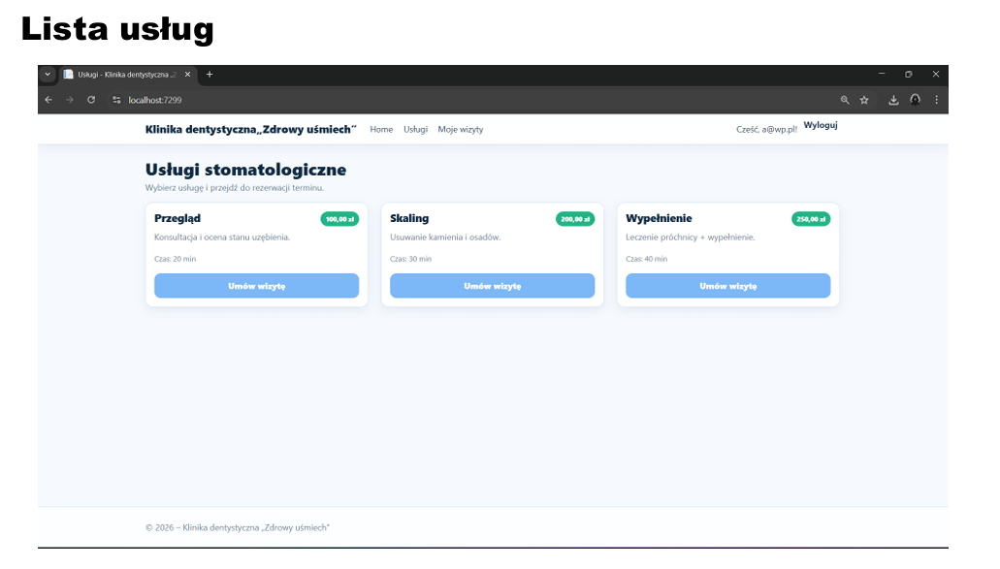 Lista usług
Usługi - Klinika dentystyczna „Z
localhost:7299
Klinika dentystyczna„Zdrowy uśmiech” Home Usługi Moje wizyty Cześć, a@wp.pl! Wyloguj
Usługi stomatologiczne
Wybierz usługę i przejdź do rezerwacji terminu.
Przegląd 100,00 zł
Konsultacja i ocena stanu uzębienia.
Czas: 20 min
Umów wizytę
Skaling 200,00 zł
Usuwanie kamienia i osadów.
Czas: 30 min
Umów wizytę
Wypełnienie 250,00 zł
Leczenie próchnicy + wypełnienie.
Czas: 40 min
Umów wizytę
© 2026 – Klinika dentystyczna „Zdrowy uśmiech”